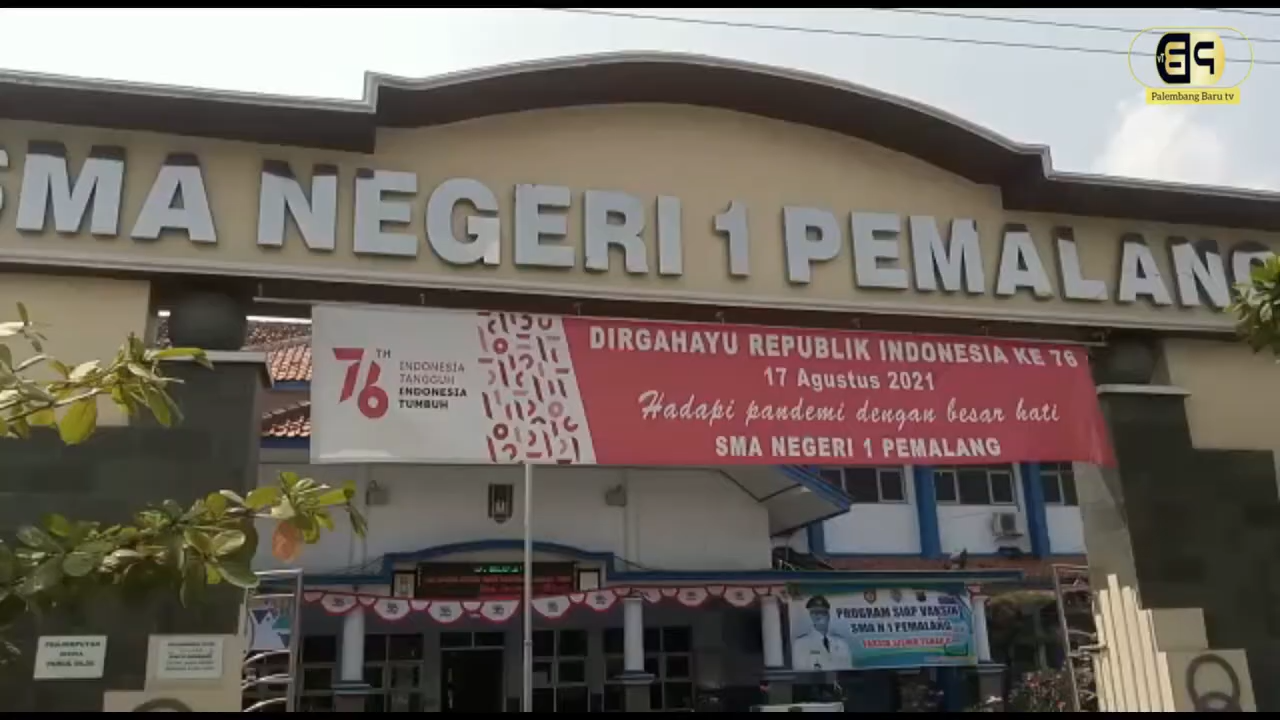 Palembang Baru tv
SMA NEGERI 1 PEMALANG
76 TH
INDONESIA
TANGGUH
INDONESIA
TUMBUH
DIRGAHAYU REPUBLIK INDONESIA KE 76
17 Agustus 2021
Hadapi pandemi dengan besar hati
SMA NEGERI 1 PEMALANG
PROGRAM SIAP VAKSIN
SMA N 1 PEMALANG